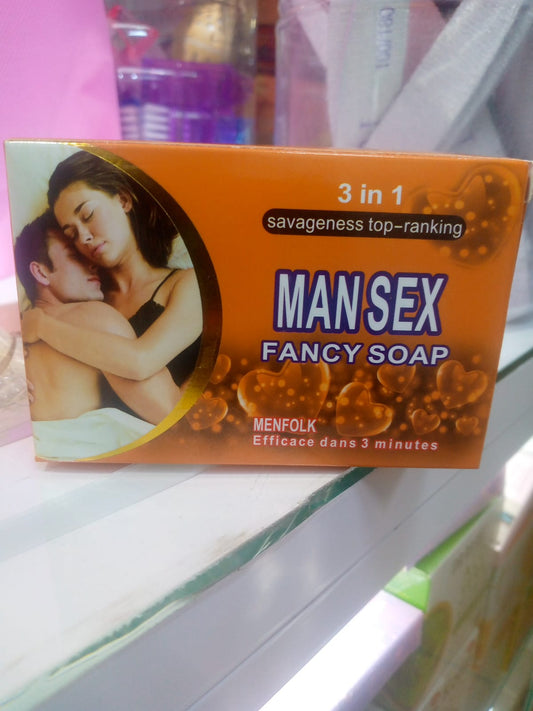 3 in 1
savageness top-ranking
MAN SEX
FANCY SOAP
MENFOLK
Efficace dans 3 minutes